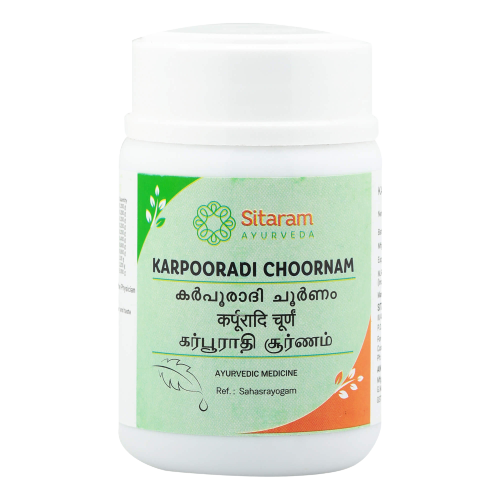 Sitaram
AYURVEDA
KARPOORADI CHOORNAM
കർപൂരാദി ചൂർണം
कर्पूरादि चूर्णं
கர்பூராதி சூர்ணம்
AYURVEDIC MEDICINE
Ref. : Sahasrayogam